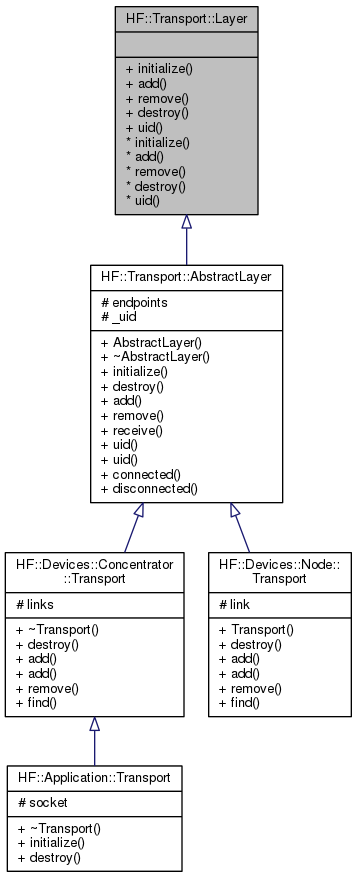 HF::Transport::Layer
+ initialize()
+ add()
+ remove()
+ destroy()
+ uid()
* initialize()
* add()
* remove()
* destroy()
* uid()
HF::Transport::AbstractLayer
# endpoints
# _uid
+ AbstractLayer()
+ ~AbstractLayer()
+ initialize()
+ destroy()
+ add()
+ remove()
+ receive()
+ uid()
+ uid()
+ connected()
+ disconnected()
HF::Devices::Concentrator
::Transport
# links
+ ~Transport()
+ destroy()
+ add()
+ add()
+ remove()
+ find()
HF::Devices::Node::
Transport
# link
+ Transport()
+ destroy()
+ add()
+ add()
+ remove()
+ find()
HF::Application::Transport
# socket
+ ~Transport()
+ initialize()
+ destroy()